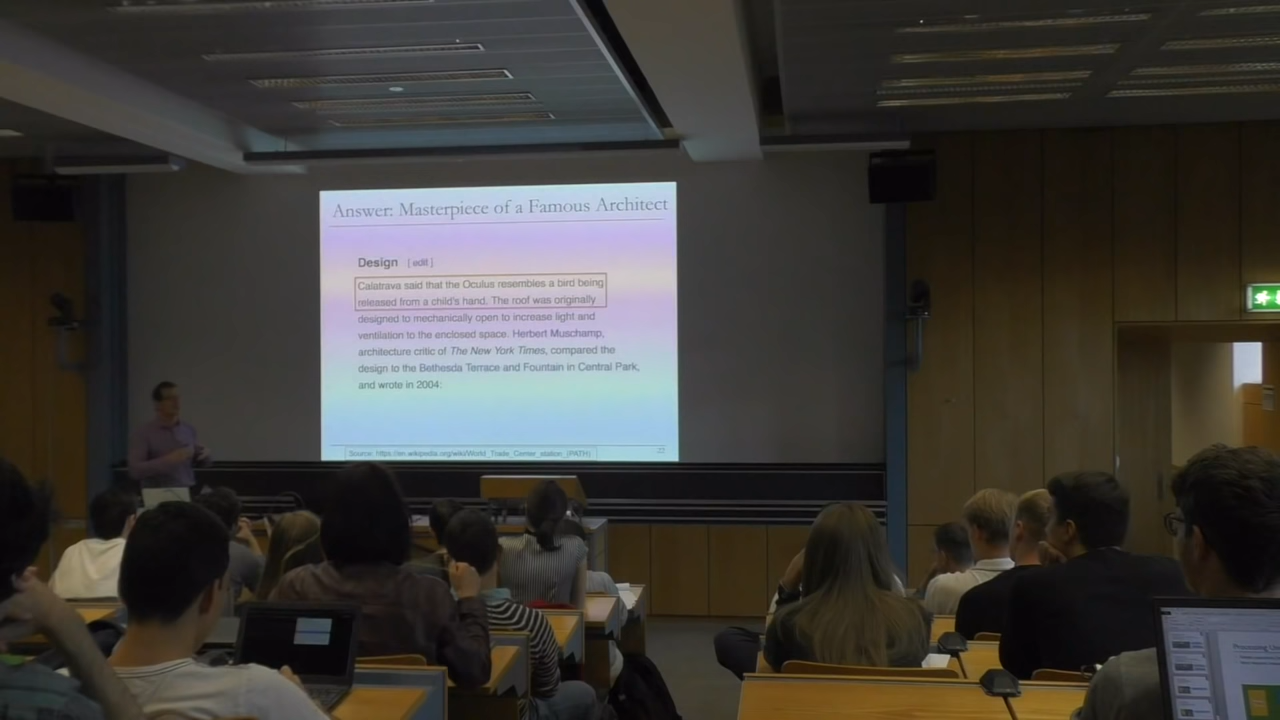 Answer: Masterpiece of a Famous Architect
Design [ edit ]
Calatrava said that the Oculus resembles a bird being
released from a child's hand. The roof was originally
designed to mechanically open to increase light and
ventilation to the enclosed space. Herbert Muschamp,
architecture critic of The New York Times, compared the
design to the Bethesda Terrace and Fountain in Central Park,
and wrote in 2004:
Source: https://en.wikipedia.org/wiki/World_Trade_Center_station_(PATH)
23